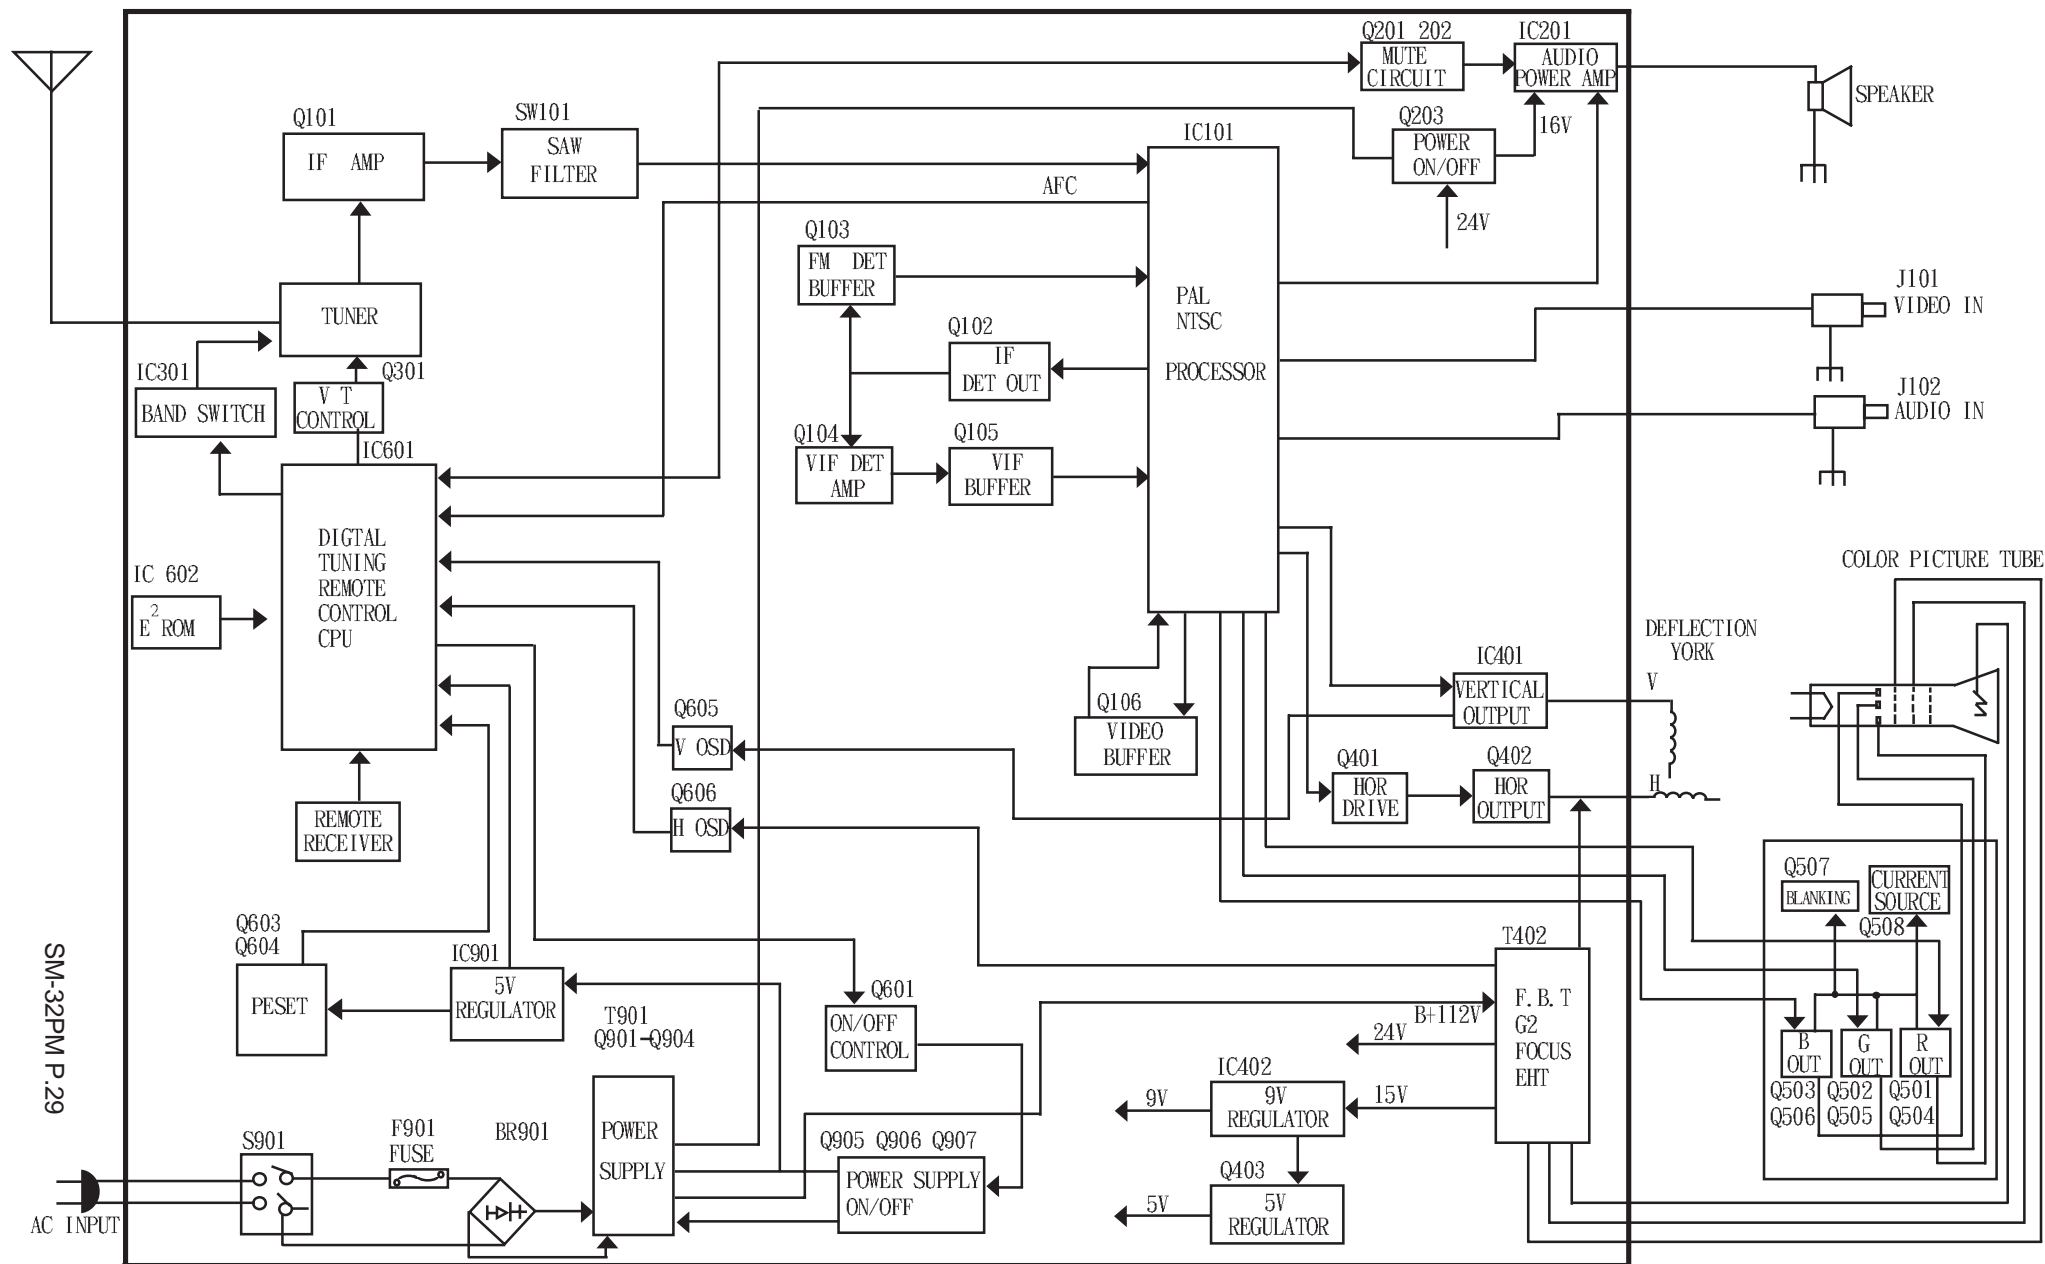 Q201 202
MUTE
CIRCUIT
IC201
AUDIO
POWER AMP
SPEAKER
Q101
IF AMP
SW101
SAW
FILTER
IC101
PAL
NTSC
PROCESSOR
Q203
POWER
ON/OFF
16V
24V
AFC
Q103
FM DET
BUFFER
Q102
IF
DET OUT
Q104
VIF DET
AMP
Q105
VIF
BUFFER
J101
VIDEO IN
J102
AUDIO IN
TUNER
IC301
BAND SWITCH
Q301
V T
CONTROL
IC601
DIGTAL
TUNING
REMOTE
CONTROL
CPU
IC 602
E2 ROM
REMOTE
RECEIVER
Q605
V OSD
Q606
H OSD
Q106
VIDEO
BUFFER
IC401
VERTICAL
OUTPUT
Q401
HOR
DRIVE
Q402
HOR
OUTPUT
DEFLECTION
YORK
V
H
COLOR PICTURE TUBE
Q507
BLANKING
CURRENT
SOURCE
Q508
B
OUT
G
OUT
R
OUT
Q503
Q506
Q502
Q505
Q501
Q504
T402
F.B.T
G2
FOCUS
EHT
B+112V
24V
15V
IC402
9V
REGULATOR
9V
Q403
5V
REGULATOR
5V
Q603
Q604
PESET
IC901
5V
REGULATOR
T901
Q901-Q904
POWER
SUPPLY
Q601
ON/OFF
CONTROL
Q905 Q906 Q907
POWER SUPPLY
ON/OFF
S901
F901
FUSE
BR901
AC INPUT
SM-32PM P.29